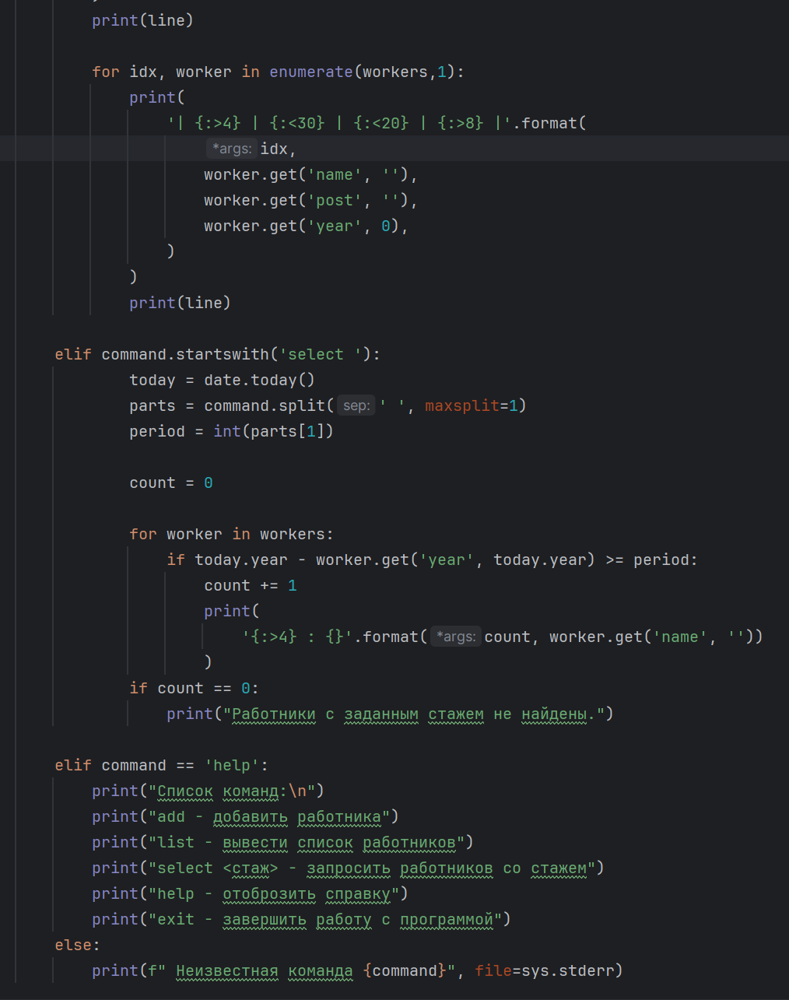 print(line)
for idx, worker in enumerate(workers,1):
print(
'| {:>4} | {:<30} | {:<20} | {:>8} |'.format(
*args: idx,
worker.get('name', ''),
worker.get('post', ''),
worker.get('year', 0),
)
)
print(line)
elif command.startswith('select '):
today = date.today()
parts = command.split( sep: ' ', maxsplit=1)
period = int(parts[1])
count = 0
for worker in workers:
if today.year - worker.get('year', today.year) >= period:
count += 1
print(
'{:>4} : {}'.format( *args: count, worker.get('name', ''))
)
if count == 0:
print("Работники с заданным стажем не найдены.")
elif command == 'help':
print("Список команд:\n")
print("add - добавить работника")
print("list - вывести список работников")
print("select <стаж> - запросить работников со стажем")
print("help - отоброзить справку")
print("exit - завершить работу с программой")
else:
print(f" Неизвестная команда {command}", file=sys.stderr)